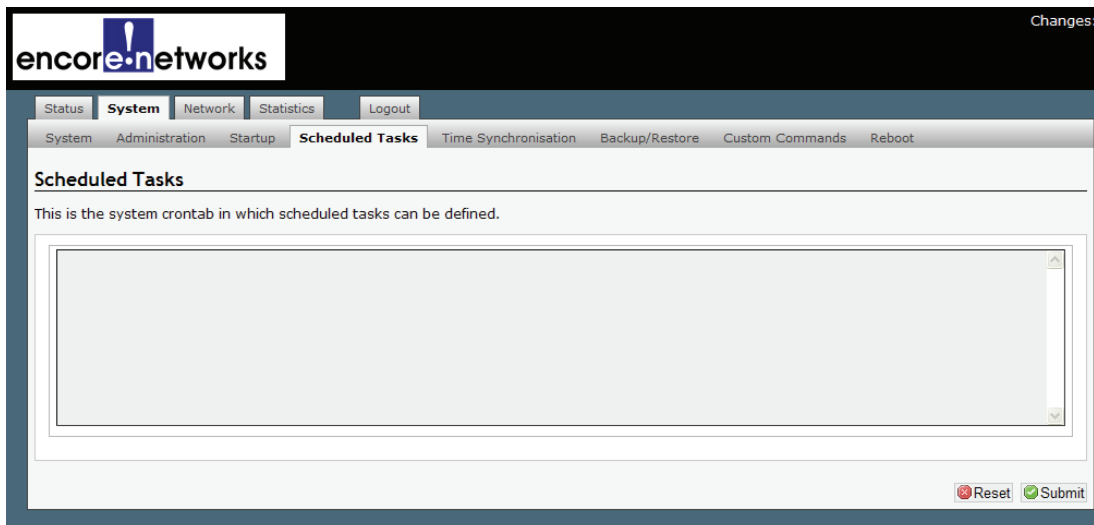 Changes:
encore!networks
Status System Network Statistics Logout
System Administration Startup Scheduled Tasks Time Synchronisation Backup/Restore Custom Commands Reboot
Scheduled Tasks
This is the system crontab in which scheduled tasks can be defined.
Reset Submit